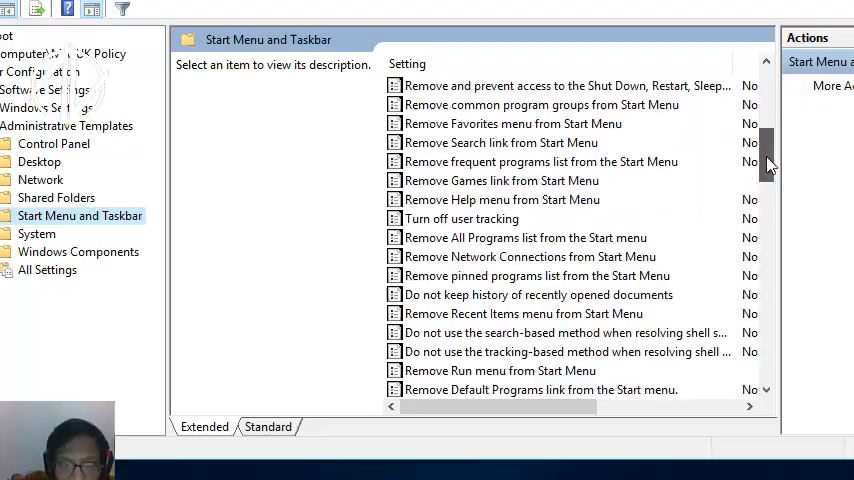 oot
omputer
UK Policy
r Configuration
Software Settings
Windows Settings
Administrative Templates
Control Panel
Desktop
Network
Shared Folders
Start Menu and Taskbar
System
Windows Components
All Settings
Start Menu and Taskbar
Select an item to view its description.
Setting
Remove and prevent access to the Shut Down, Restart, Sleep... No
Remove common program groups from Start Menu No
Remove Favorites menu from Start Menu No
Remove Search link from Start Menu No
Remove frequent programs list from the Start Menu No
Remove Games link from Start Menu
Remove Help menu from Start Menu No
Turn off user tracking No
Remove All Programs list from the Start menu No
Remove Network Connections from Start Menu No
Remove pinned programs list from the Start Menu No
Do not keep history of recently opened documents No
Remove Recent Items menu from Start Menu No
Do not use the search-based method when resolving shell s... No
Do not use the tracking-based method when resolving shell ... No
Remove Run menu from Start Menu No
Remove Default Programs link from the Start menu. No
Extended
Standard
Actions
Start Menu a
More Ac